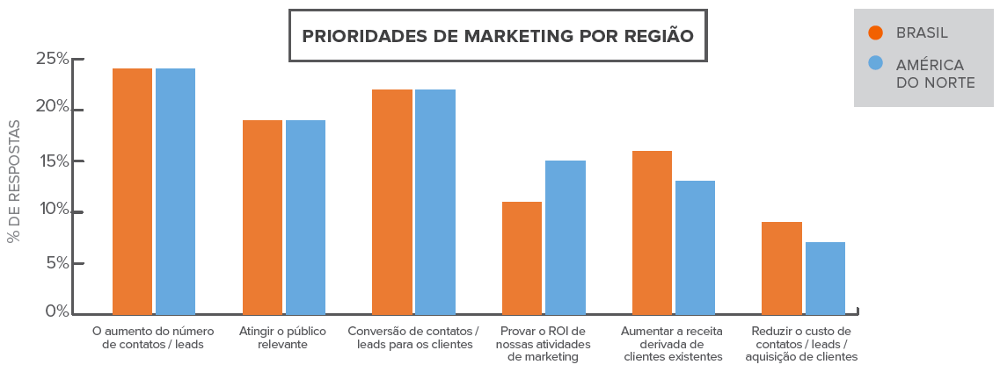 PRIORIDADES DE MARKETING POR REGIÃO
BRASIL
AMÉRICA
DO NORTE
% DE RESPOSTAS
25%
20%
15%
10%
5%
0%
O aumento do número
de contatos / leads
Atingir o público
relevante
Conversão de contatos /
leads para os clientes
Provar o ROI de
nossas atividades
de marketing
Aumentar a receita
derivada de
clientes existentes
Reduzir o custo de
contatos / leads /
aquisição de clientes